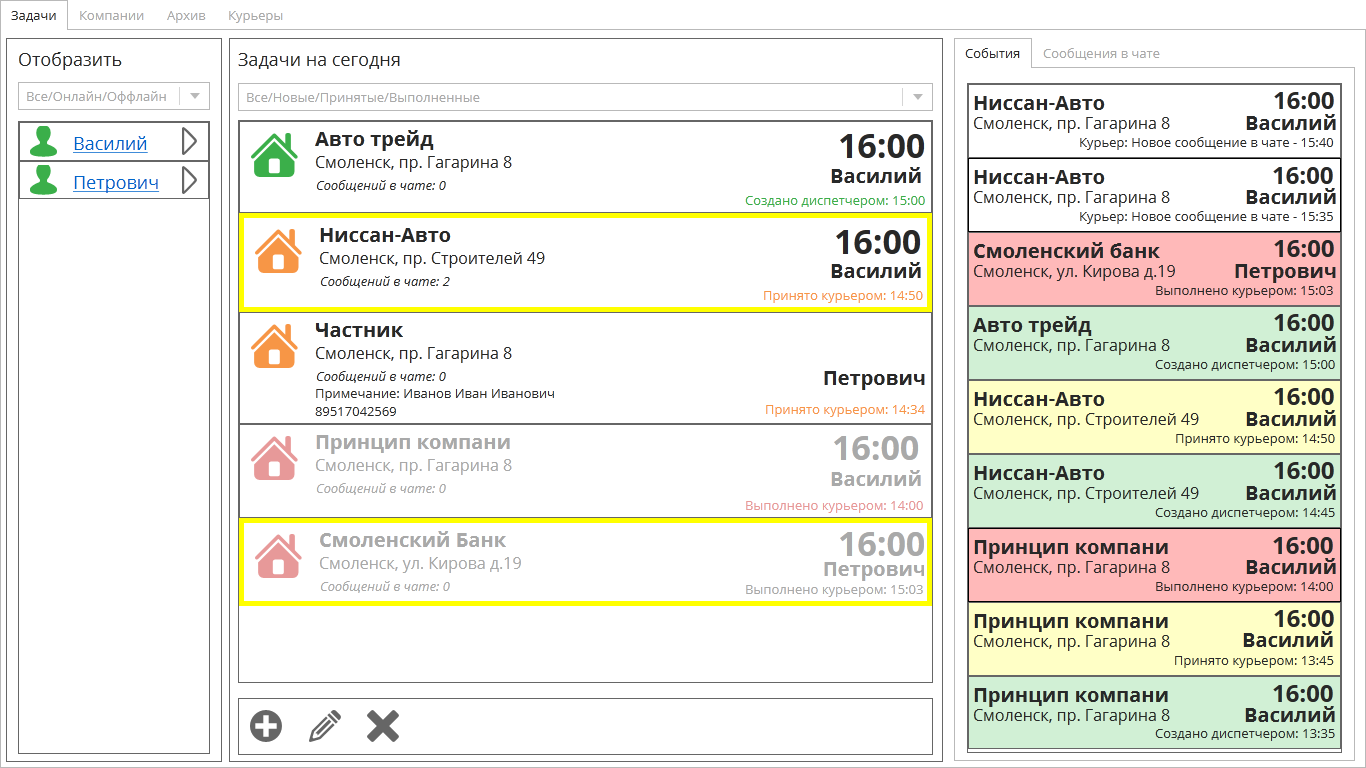 Задачи
Компании
Архив
Курьеры
Отобразить
Все/Онлайн/Оффлайн
Василий
Петрович
Задачи на сегодня
Все/Новые/Принятые/Выполненные
Авто трейд
Смоленск, пр. Гагарина 8
Сообщений в чате: 0
16:00
Василий
Создано диспетчером: 15:00
Ниссан-Авто
Смоленск, пр. Строителей 49
Сообщений в чате: 2
16:00
Василий
Принято курьером: 14:50
Частник
Смоленск, пр. Гагарина 8
Сообщений в чате: 0
Примечание: Иванов Иван Иванович
89517042569
Петрович
Принято курьером: 14:34
Принцип компани
Смоленск, пр. Гагарина 8
Сообщений в чате: 0
16:00
Василий
Выполнено курьером: 14:00
Смоленский Банк
Смоленск, ул. Кирова д.19
Сообщений в чате: 0
16:00
Петрович
Выполнено курьером: 15:03
События
Сообщения в чате
Ниссан-Авто
16:00
Смоленск, пр. Гагарина 8
Василий
Курьер: Новое сообщение в чате - 15:40
Ниссан-Авто
16:00
Смоленск, пр. Гагарина 8
Василий
Курьер: Новое сообщение в чате - 15:35
Смоленский банк
16:00
Смоленск, ул. Кирова д.19
Петрович
Выполнено курьером: 15:03
Авто трейд
16:00
Смоленск, пр. Гагарина 8
Василий
Создано диспетчером: 15:00
Ниссан-Авто
16:00
Смоленск, пр. Строителей 49
Василий
Принято курьером: 14:50
Ниссан-Авто
16:00
Смоленск, пр. Строителей 49
Василий
Создано диспетчером: 14:45
Принцип компани
16:00
Смоленск, пр. Гагарина 8
Василий
Выполнено курьером: 14:00
Принцип компани
16:00
Смоленск, пр. Гагарина 8
Василий
Принято курьером: 13:45
Принцип компани
16:00
Смоленск, пр. Гагарина 8
Василий
Создано диспетчером: 13:35